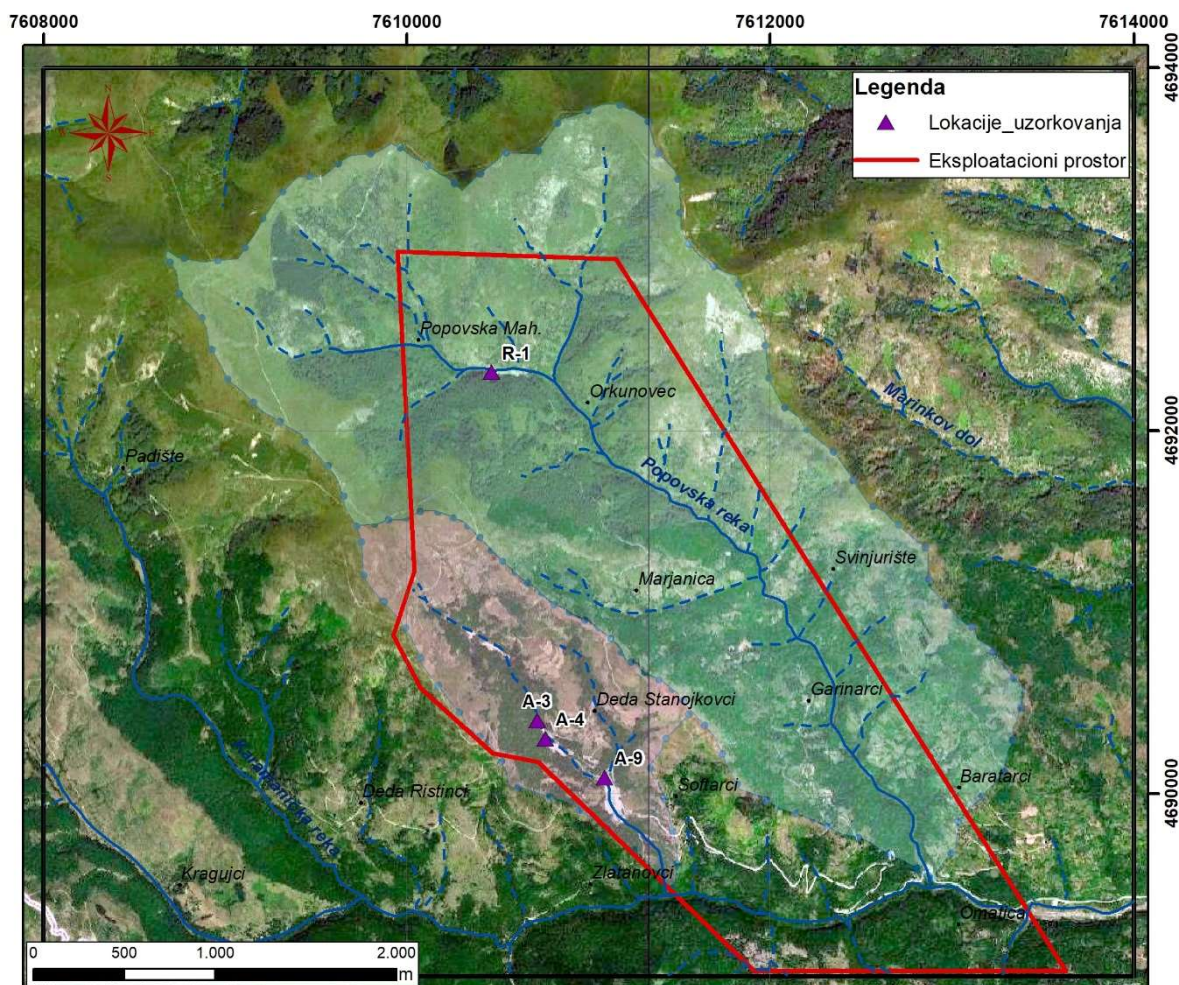 7608000
7610000
7612000
7614000
4694000
Legenda
Lokacije_uzorkovanja
Eksploatacioni prostor
N
S
Popovska Mah.
R-1
Orkunovec
Marinkov dol
4692000
Padište
Popovska reka
Svinjurište
Marjanica
Garinarci
Deda Stanojkovci
A-3
A-4
A-9
Baratarci
4690000
Softarci
Deda Ristinci
Zlatanovci
Kragujci
Omatica
0
500
1.000
2.000
m